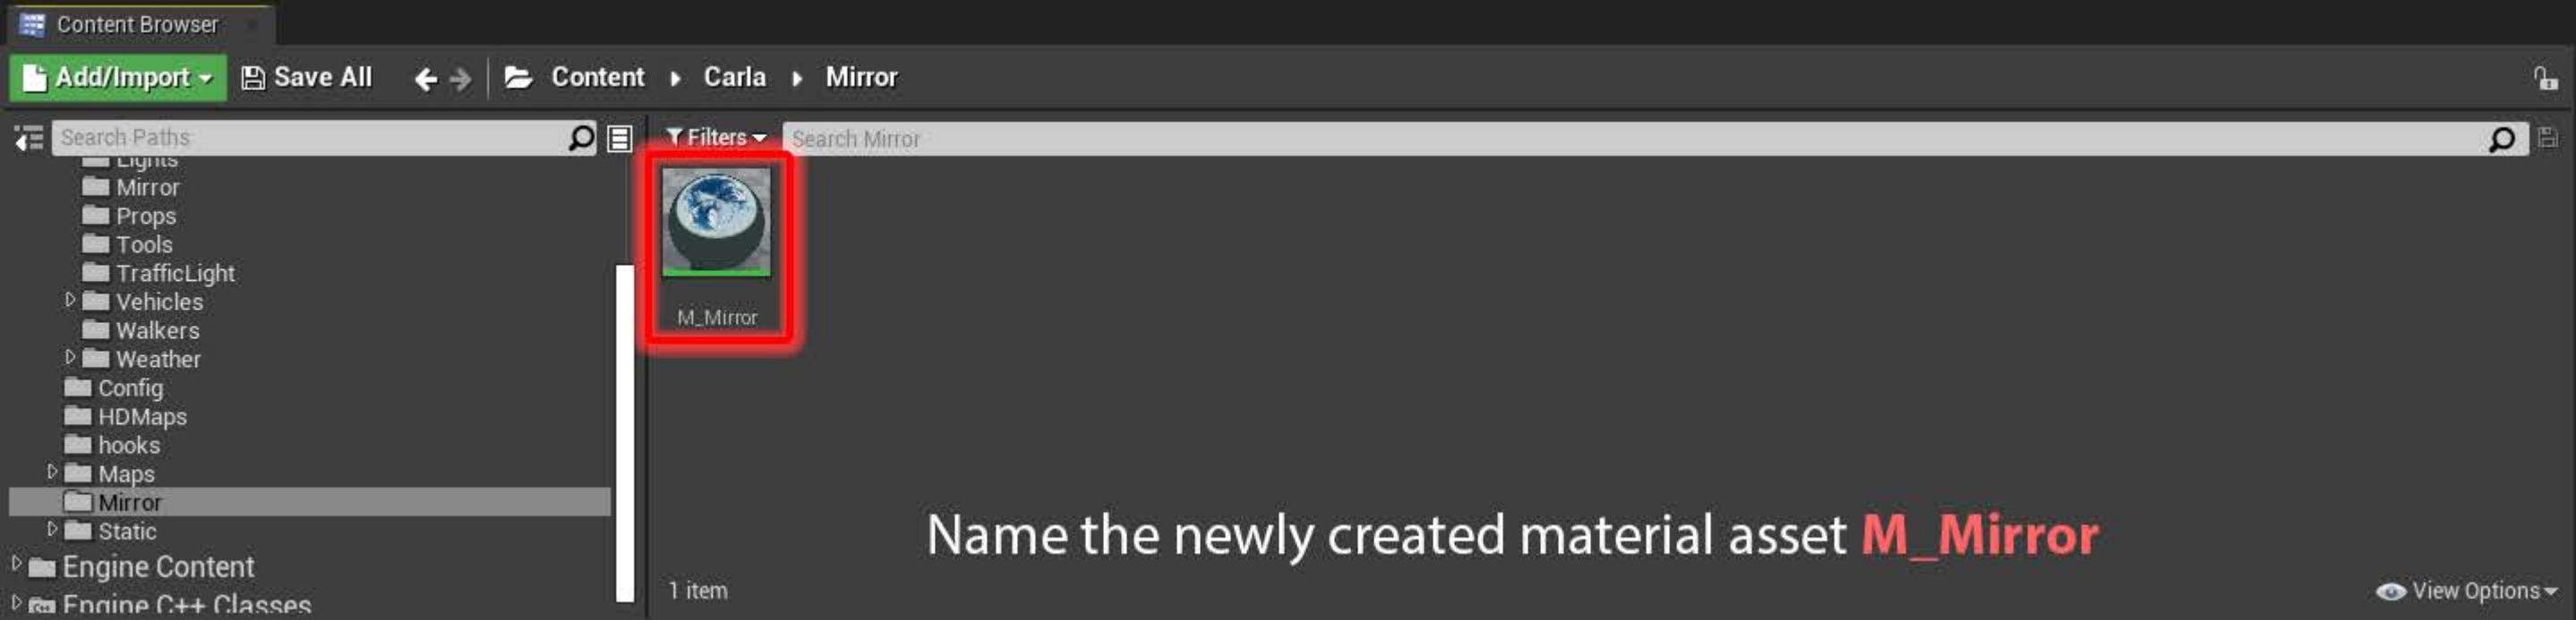 Content Browser
Add/Import Save All Content Carla Mirror
Search Paths
Filters Search Mirror
Lights
Mirror
Props
Tools
TrafficLight
Vehicles
Walkers
Weather
Config
HDMaps
hooks
Maps
Mirror
Static
Engine Content
Engine C++ Classes
M_Mirror
Name the newly created material asset M_Mirror
1 item
View Options